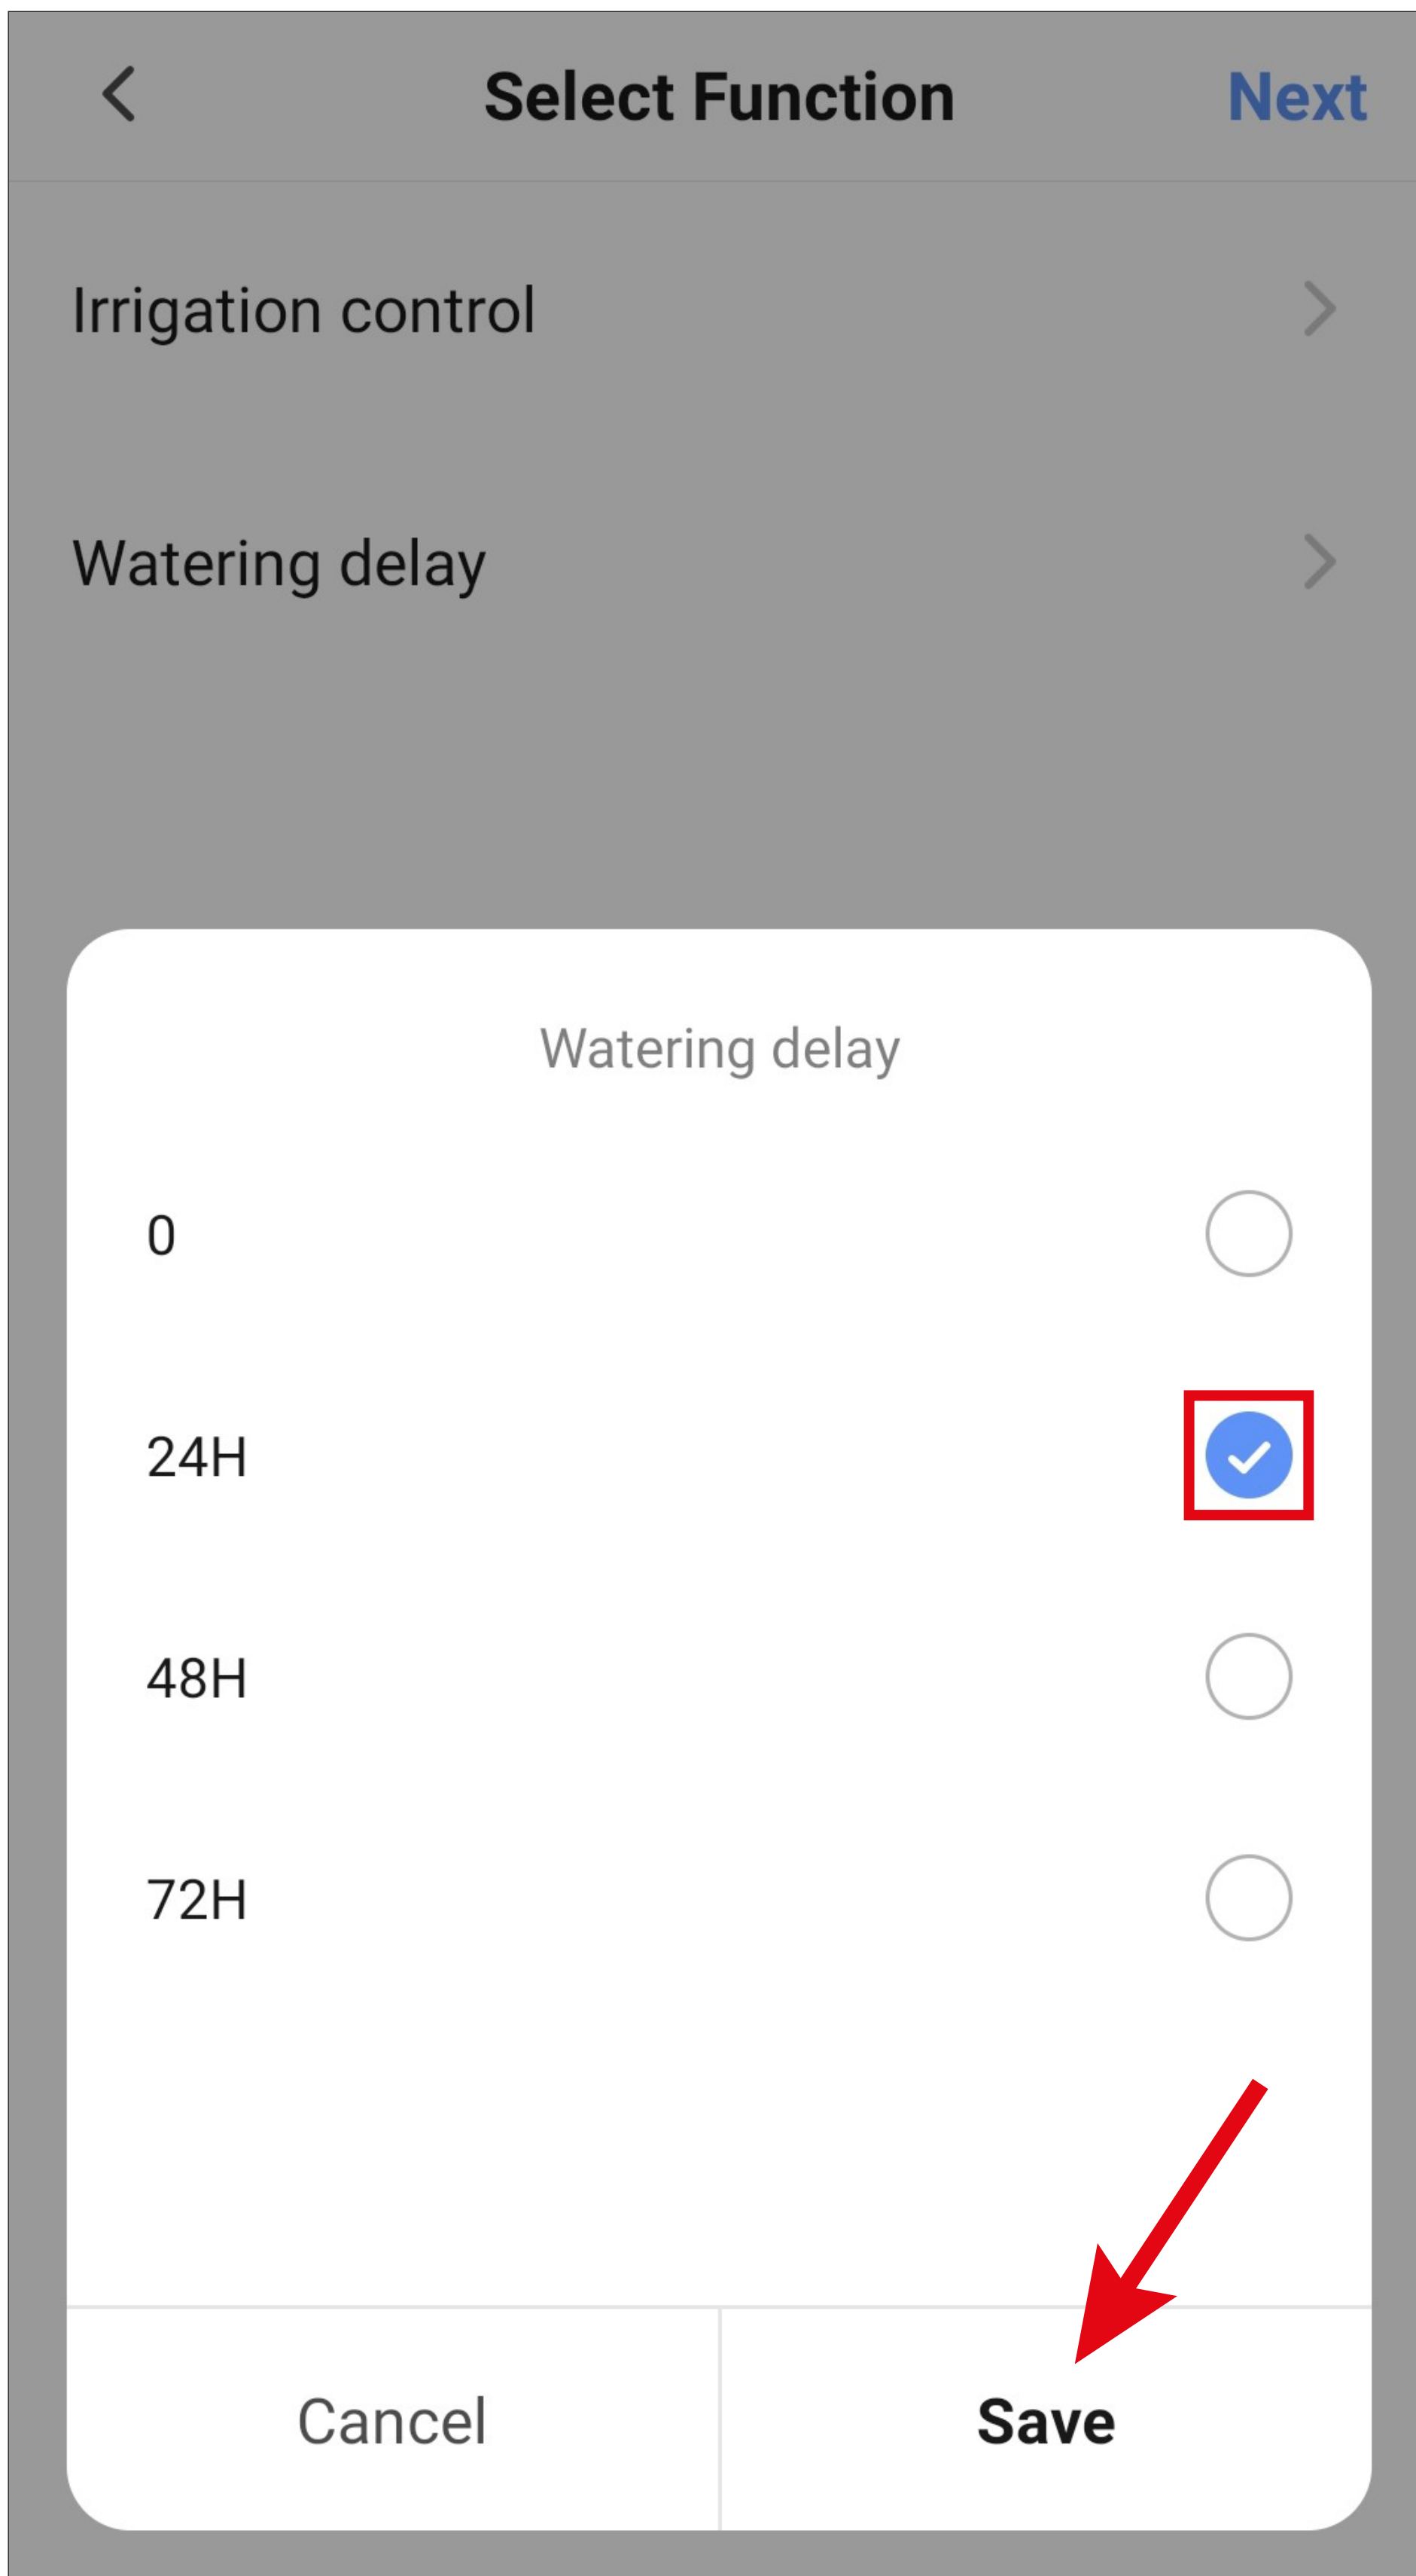 Select Function
Next
Irrigation control
Watering delay
Watering delay
0
24H
48H
72H
Cancel
Save